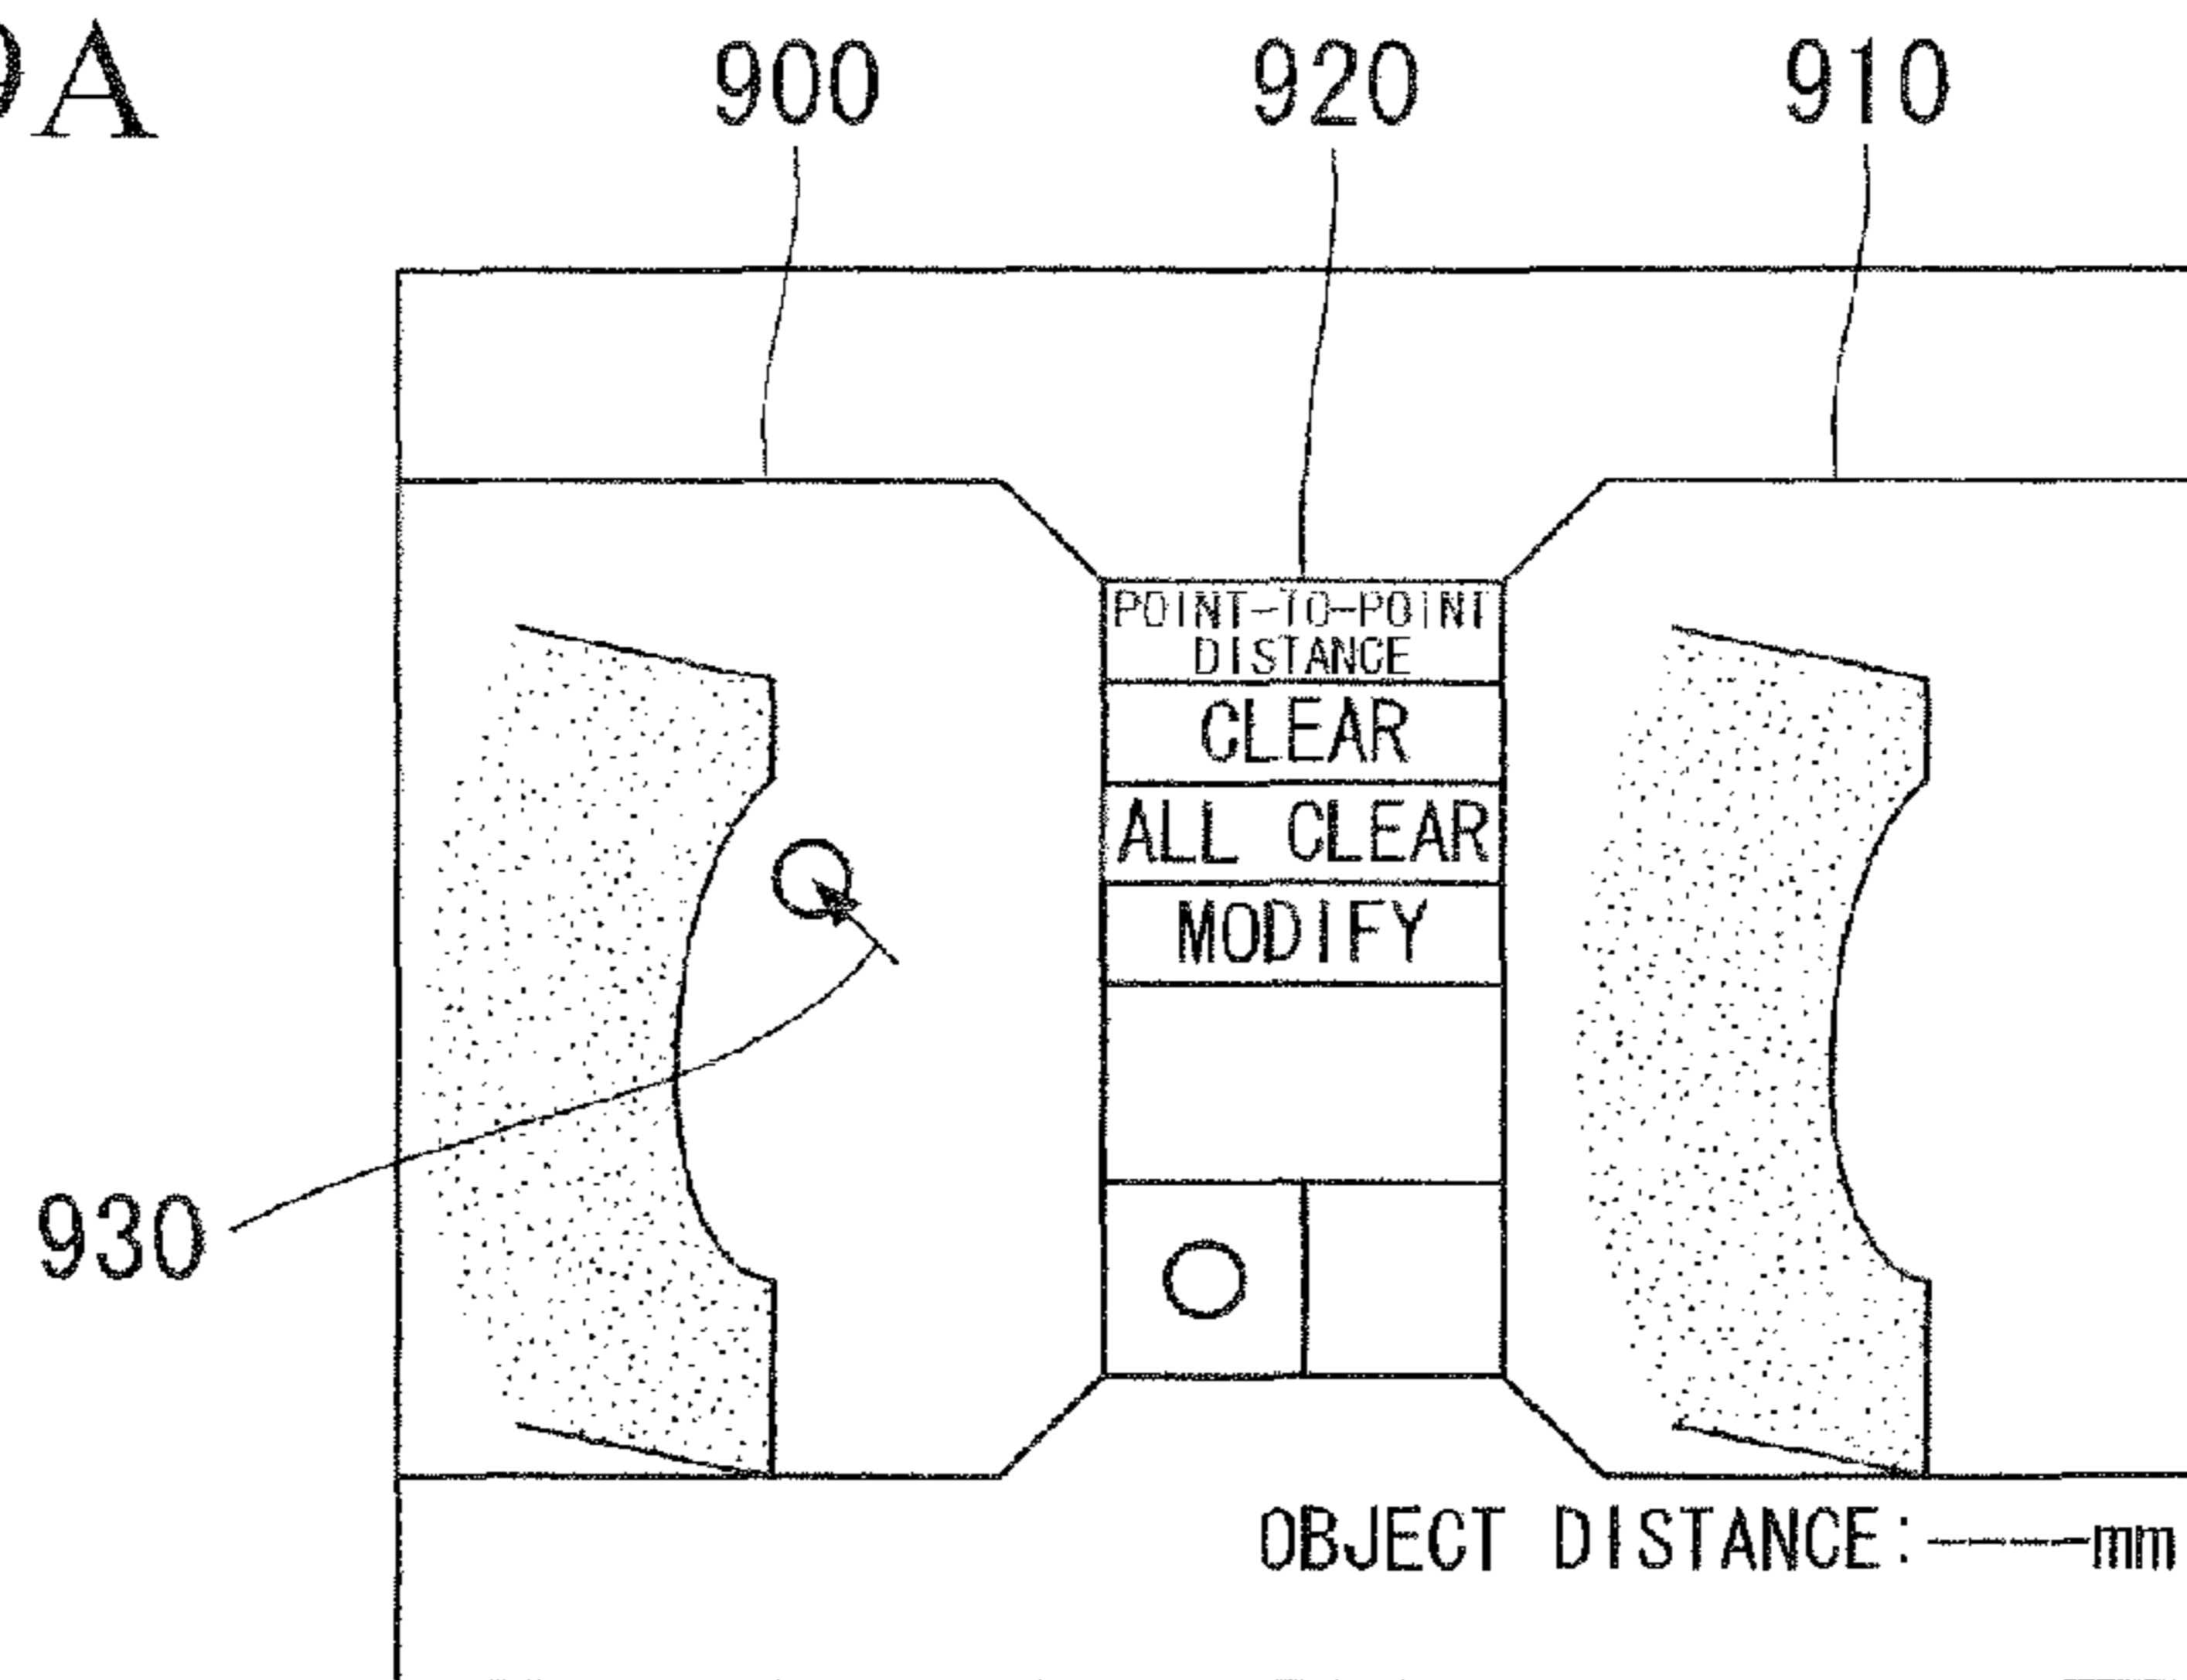 9A
900 920 910
POINT-TO-POINT
DISTANCE
CLEAR
ALL CLEAR
MODIFY
930
OBJECT DISTANCE:----mm